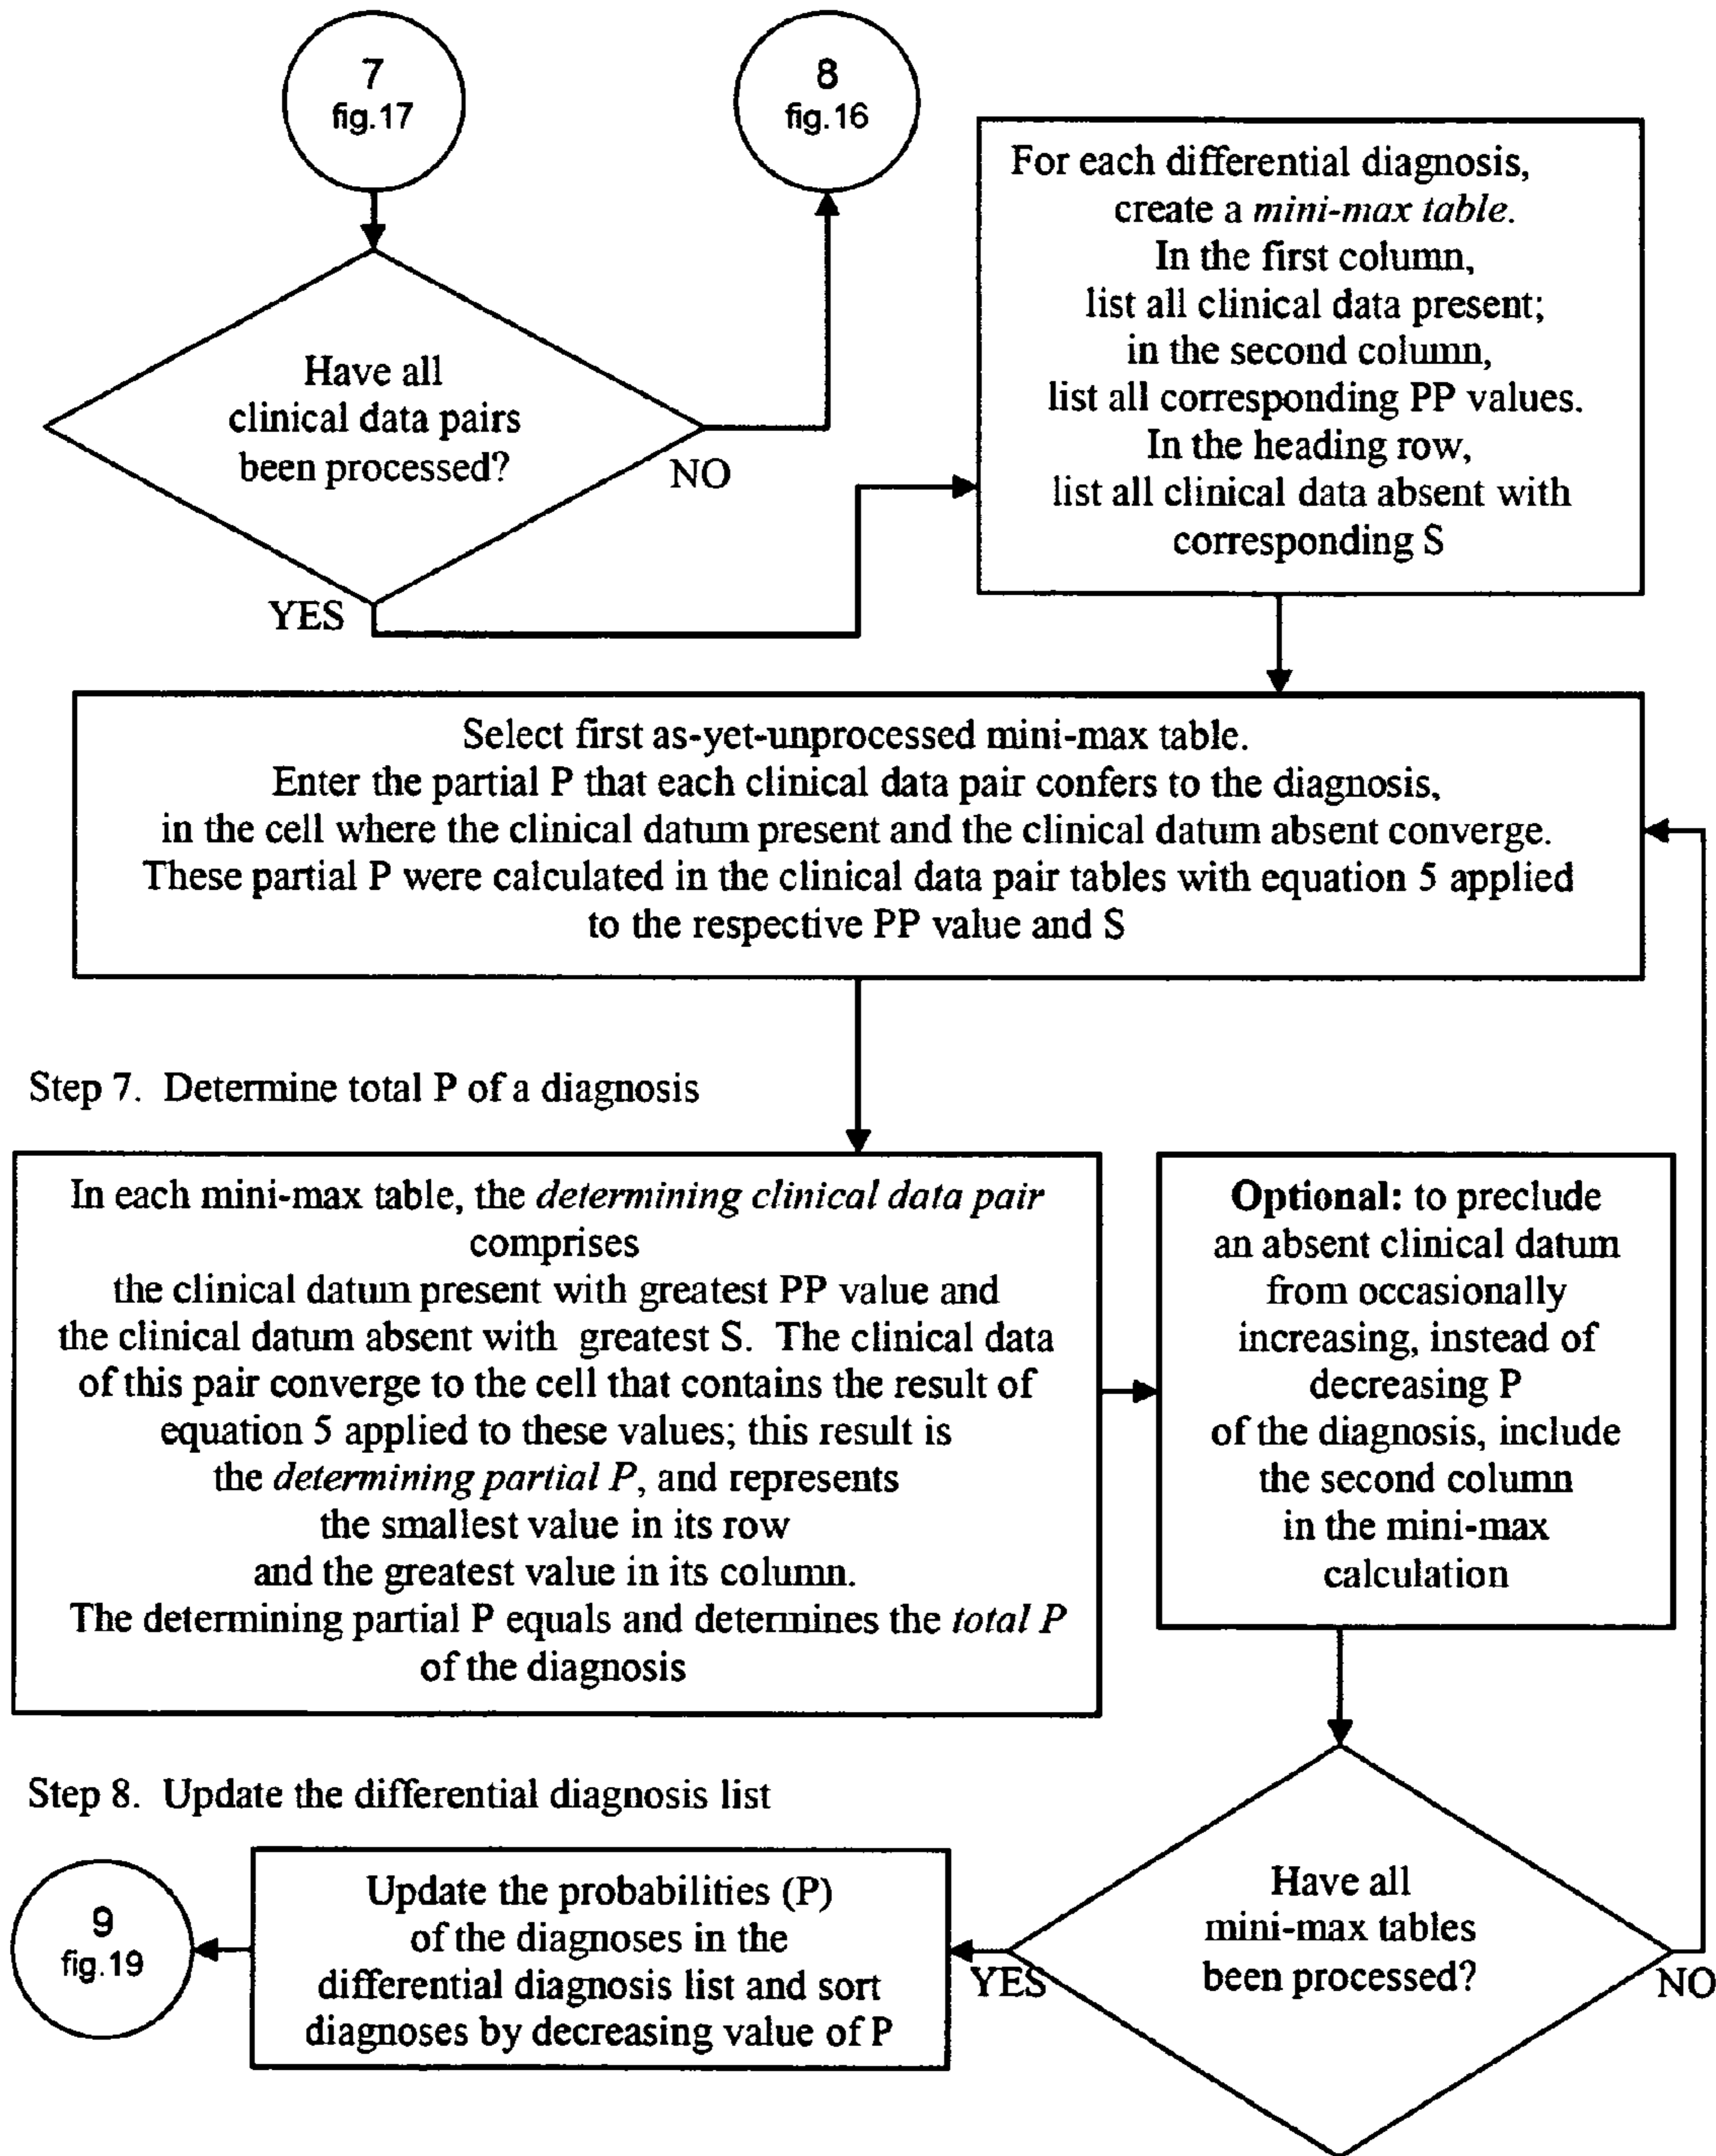 7
fig.17
8
fig.16
Have all
clinical data pairs
been processed?
NO
YES
For each differential diagnosis,
create a mini-max table.
In the first column,
list all clinical data present;
in the second column,
list all corresponding PP values.
In the heading row,
list all clinical data absent with
corresponding S
Select first as-yet-unprocessed mini-max table.
Enter the partial P that each clinical data pair confers to the diagnosis,
in the cell where the clinical datum present and the clinical datum absent converge.
These partial P were calculated in the clinical data pair tables with equation 5 applied
to the respective PP value and S
Step 7. Determine total P of a diagnosis
In each mini-max table, the determining clinical data pair
comprises
the clinical datum present with greatest PP value and
the clinical datum absent with greatest S. The clinical data
of this pair converge to the cell that contains the result of
equation 5 applied to these values; this result is
the determining partial P, and represents
the smallest value in its row
and the greatest value in its column.
The determining partial P equals and determines the total P
of the diagnosis
Optional: to preclude
an absent clinical datum
from occasionally
increasing, instead of
decreasing P
of the diagnosis, include
the second column
in the mini-max
calculation
Have all
mini-max tables
been processed?
YES
NO
Step 8. Update the differential diagnosis list
Update the probabilities (P)
of the diagnoses in the
differential diagnosis list and sort
diagnoses by decreasing value of P
9
fig.19